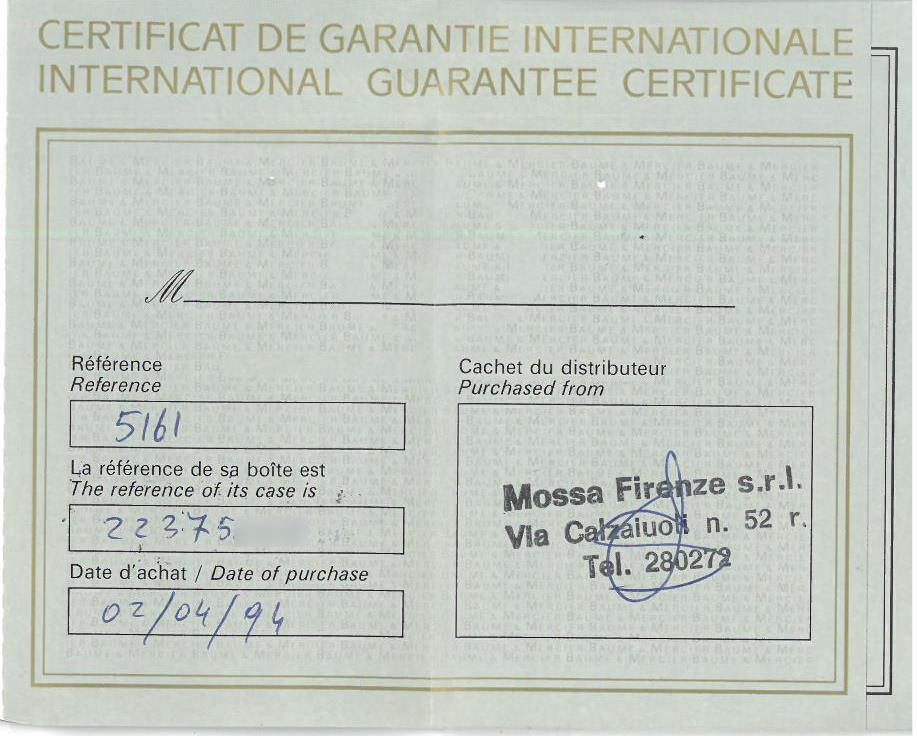 CERTIFICAT DE GARANTIE INTERNATIONALE
INTERNATIONAL GUARANTEE CERTIFICATE
M
Référence
Reference
5161
La référence de sa boîte est
The reference of its case is
22375
Date d'achat / Date of purchase
02/04/94
Cachet du distributeur
Purchased from
Mossa Firenze s.r.l.
Via Calzaiuoli n. 52 r.
Tel. 280272
BAUME & MERCIER